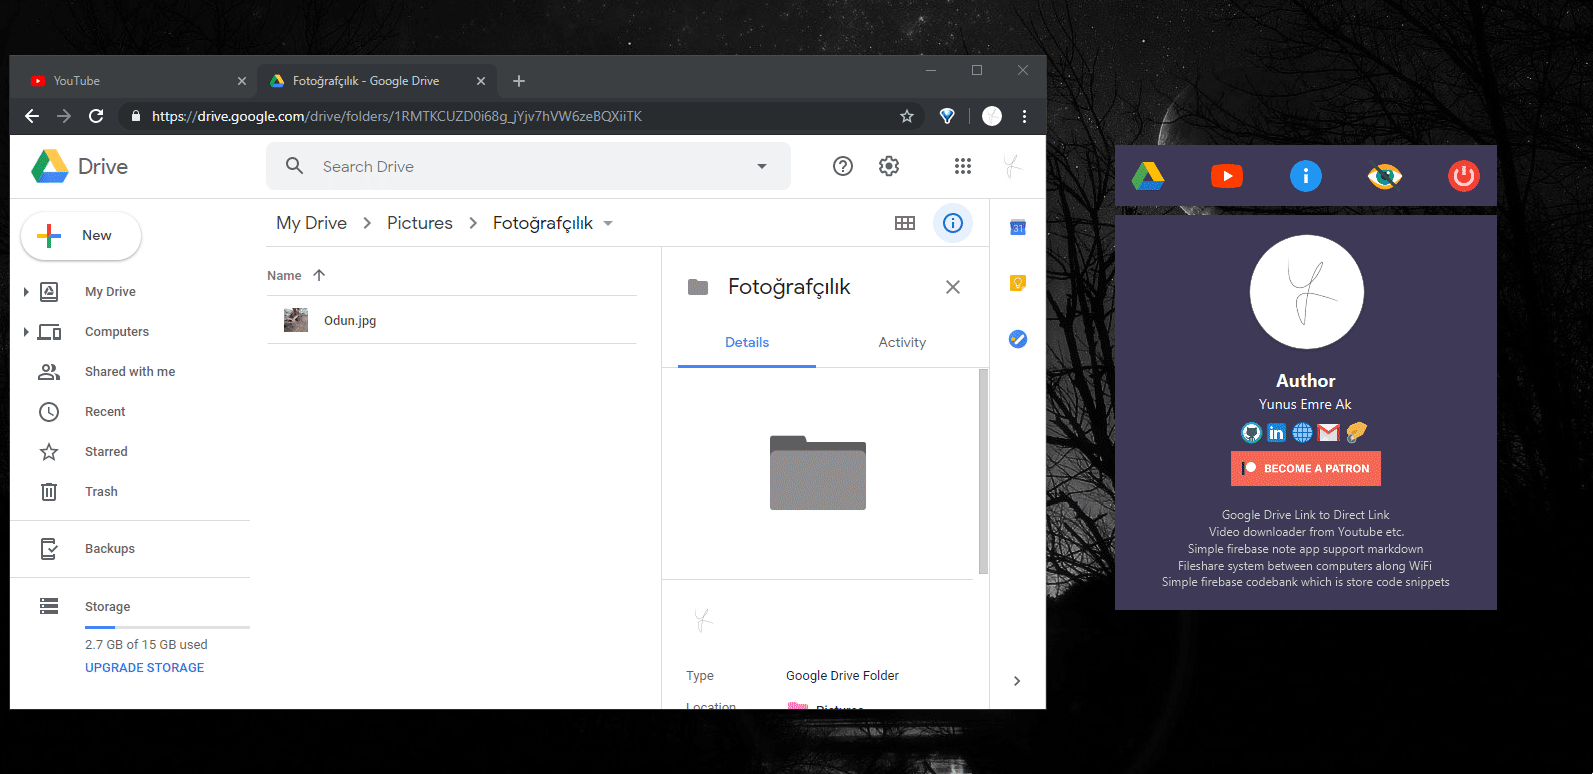 YouTube
Fotoğrafçılık - Google Drive
https://drive.google.com/drive/folders/1RMTKCUZD0i68g_jYjv7hVW6zeBQXiiTK
Drive
Search Drive
New
My Drive
Computers
Shared with me
Recent
Starred
Trash
Backups
Storage
2.7 GB of 15 GB used
UPGRADE STORAGE
My Drive > Pictures > Fotoğrafçılık
Name
Odun.jpg
Fotoğrafçılık
Details Activity
Type Google Drive Folder
Location Pictures
31
Author
Yunus Emre Ak
in
BECOME A PATRON
Google Drive Link to Direct Link
Video downloader from Youtube etc.
Simple firebase note app support markdown
Fileshare system between computers along WiFi
Simple firebase codebank which is store code snippets